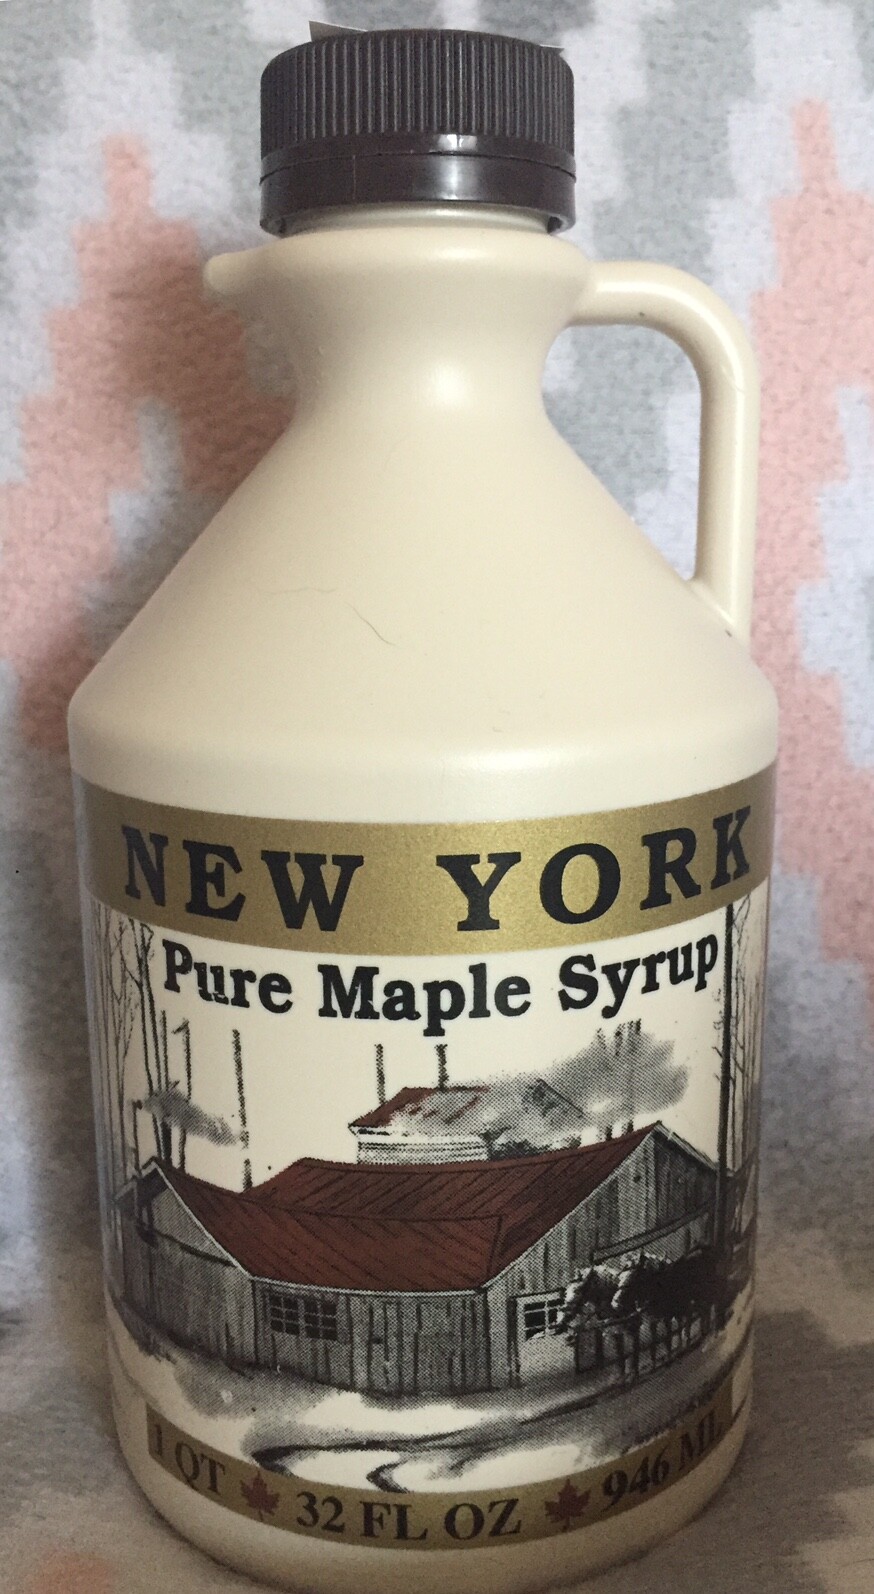 NEW YORK
Pure Maple Syrup
1 QT 32 FL OZ 946 ML